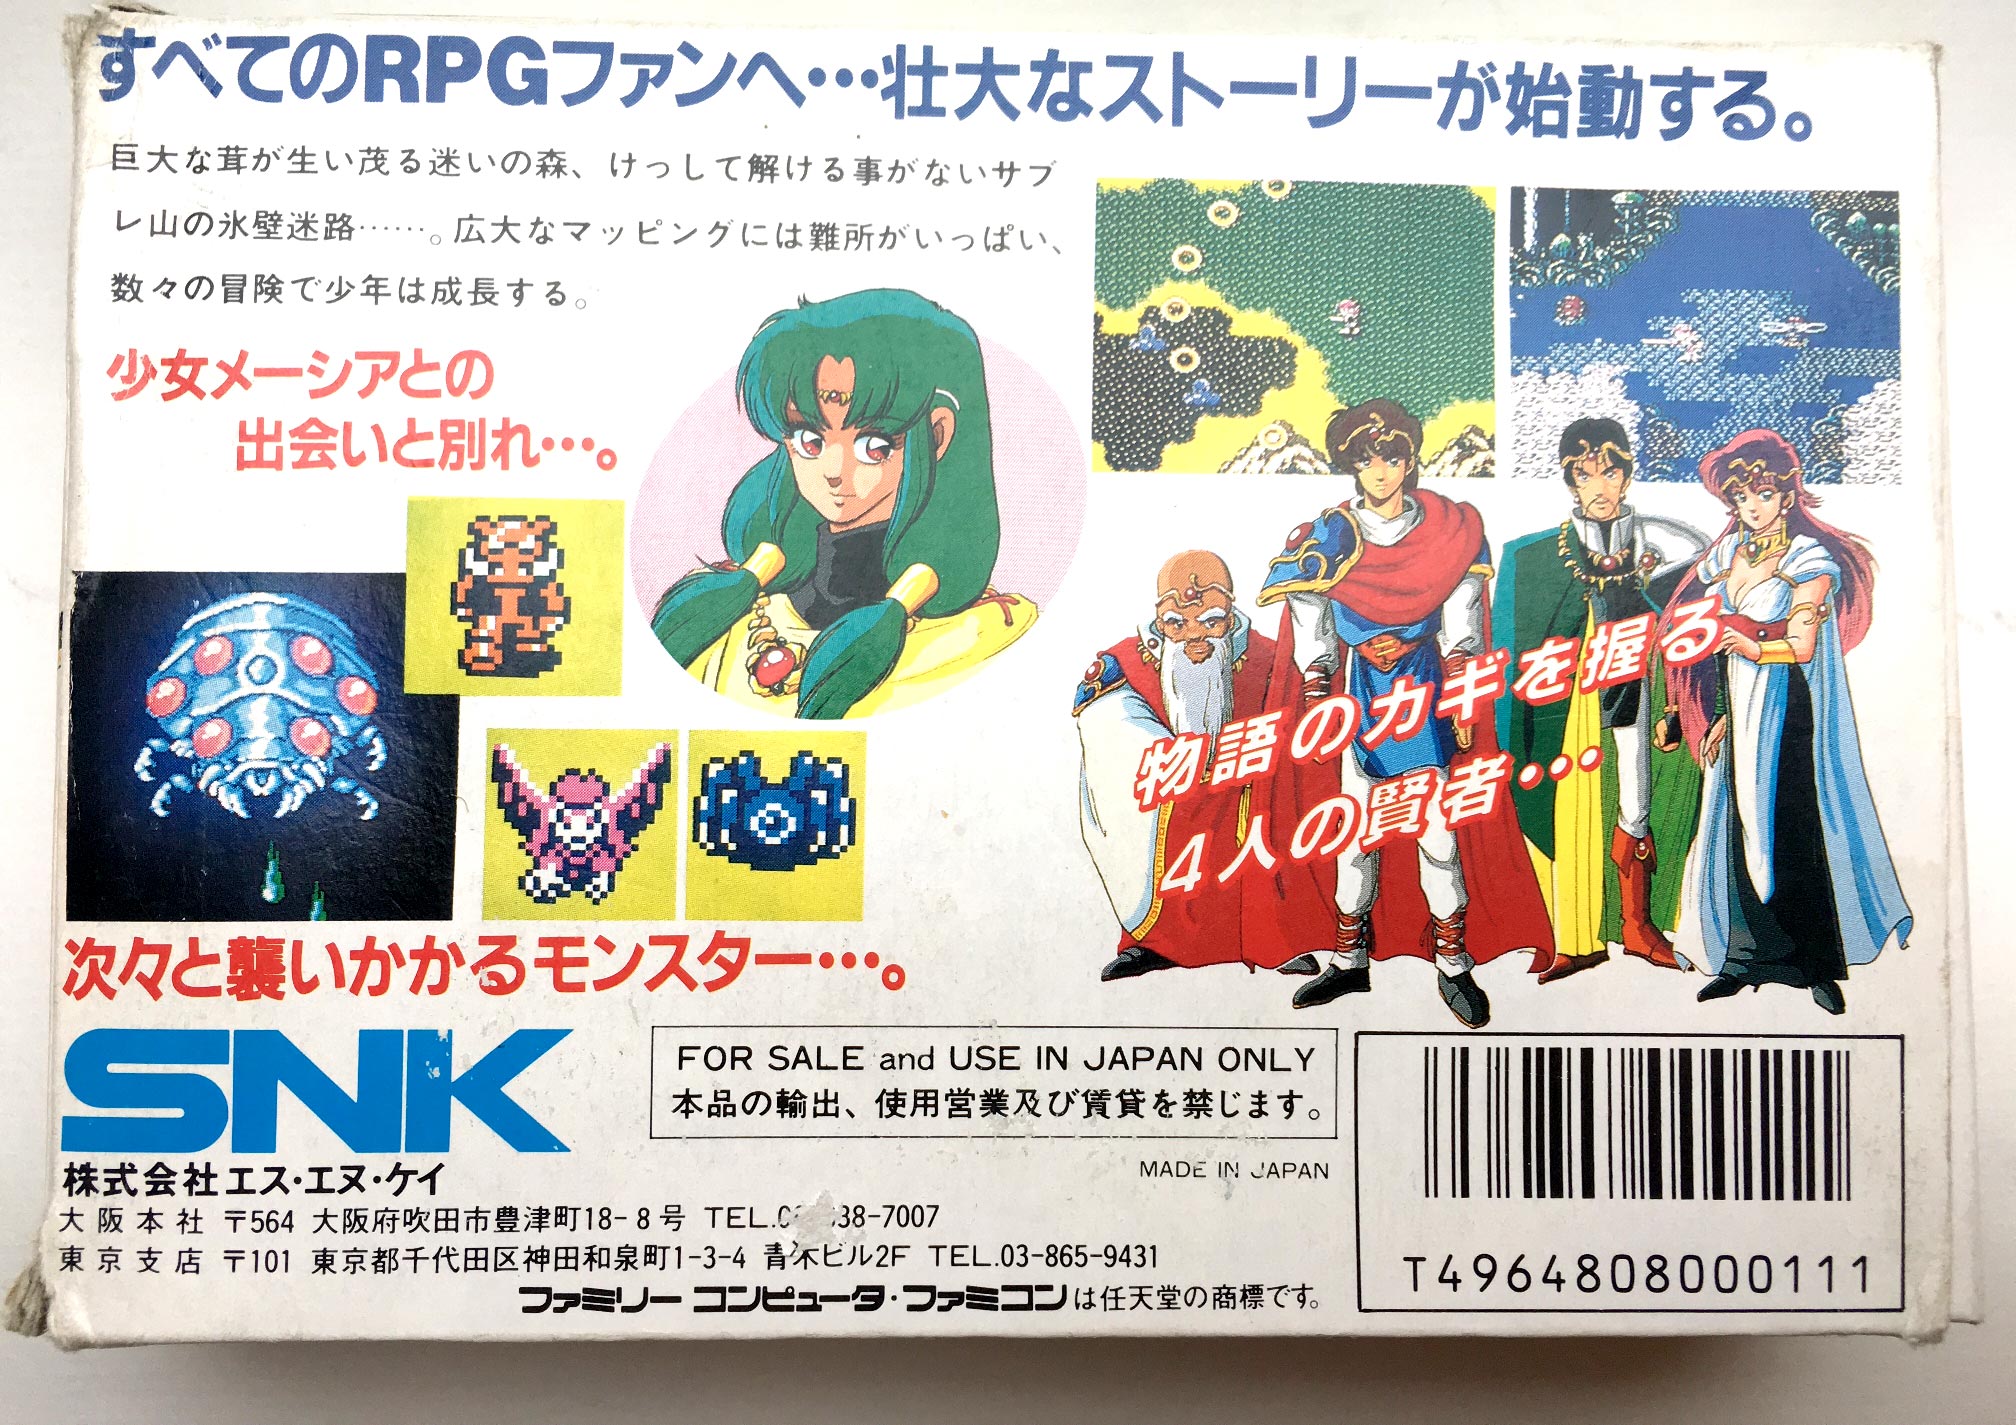 すべてのRPGファンへ…壮大なストーリーが始動する。
巨大な茸が生い茂る迷いの森、けっして解ける事がないサブ
レ山の氷壁迷路……。広大なマッピングには難所がいっぱい、
数々の冒険で少年は成長する。
少女メーシアとの
出会いと別れ…。
物語のカギを握る
4人の賢者…
次々と襲いかかるモンスター…。
SNK
FOR SALE and USE IN JAPAN ONLY
本品の輸出、使用営業及び賃貸を禁じます。
MADE IN JAPAN
株式会社エス・エヌ・ケイ
大阪本社 〒564 大阪府吹田市豊津町18-8号 TEL. 38-7007
東京支店 〒101 東京都千代田区神田和泉町1-3-4 青木ビル2F TEL.03-865-9431
ファミリーコンピュータ・ファミコンは任天堂の商標です。
T4964808000111